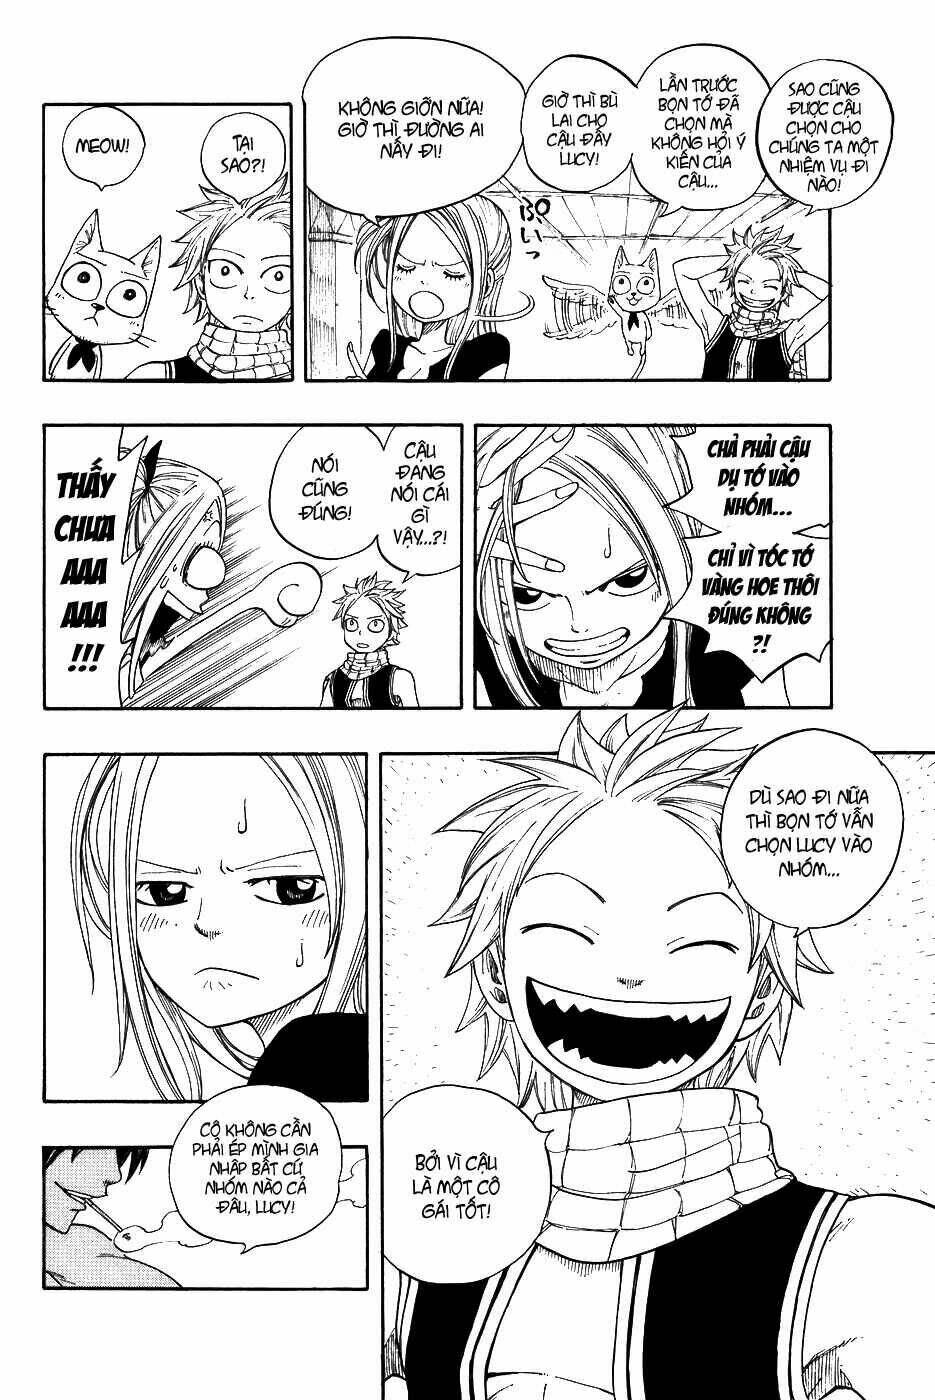 SAO CŨNG
ĐƯỢC CẬU
CHỌN CHO
CHÚNG TA MỘT
NHIỆM VỤ ĐI
NÀO!
LẦN TRƯỚC
BỌN TỚ ĐÃ
CHỌN MÀ
KHÔNG HỎI Ý
KIẾN CỦA
CẬU...
GIỜ THÌ BÙ
LẠI CHO
CẬU ĐẤY
LUCY!
KHÔNG GIỠN NỮA!
GIỜ THÌ ĐƯỜNG AI
NẤY ĐI!
ぷいっ
TẠI
SAO?!
MEOW!
CHẢ PHẢI CẬU
DỤ TỚ VÀO
NHÓM...
CHỈ VÌ TÓC TỚ
VÀNG HOE THÔI
ĐÚNG KHÔNG
?!
CẬU
ĐANG
NÓI CÁI
GÌ
VẬY...?!
NÓI
CŨNG
ĐÚNG!
THẤY
CHƯA
AAA
AAA
!!!
DÙ SAO ĐI NỮA
THÌ BỌN TỚ VẪN
CHỌN LUCY VÀO
NHÓM...
BỞI VÌ CẬU
LÀ MỘT CÔ
GÁI TỐT!
CÔ KHÔNG CẦN
PHẢI ÉP MÌNH GIA
NHẬP BẤT CỨ
NHÓM NÀO CẢ
ĐÂU, LUCY!